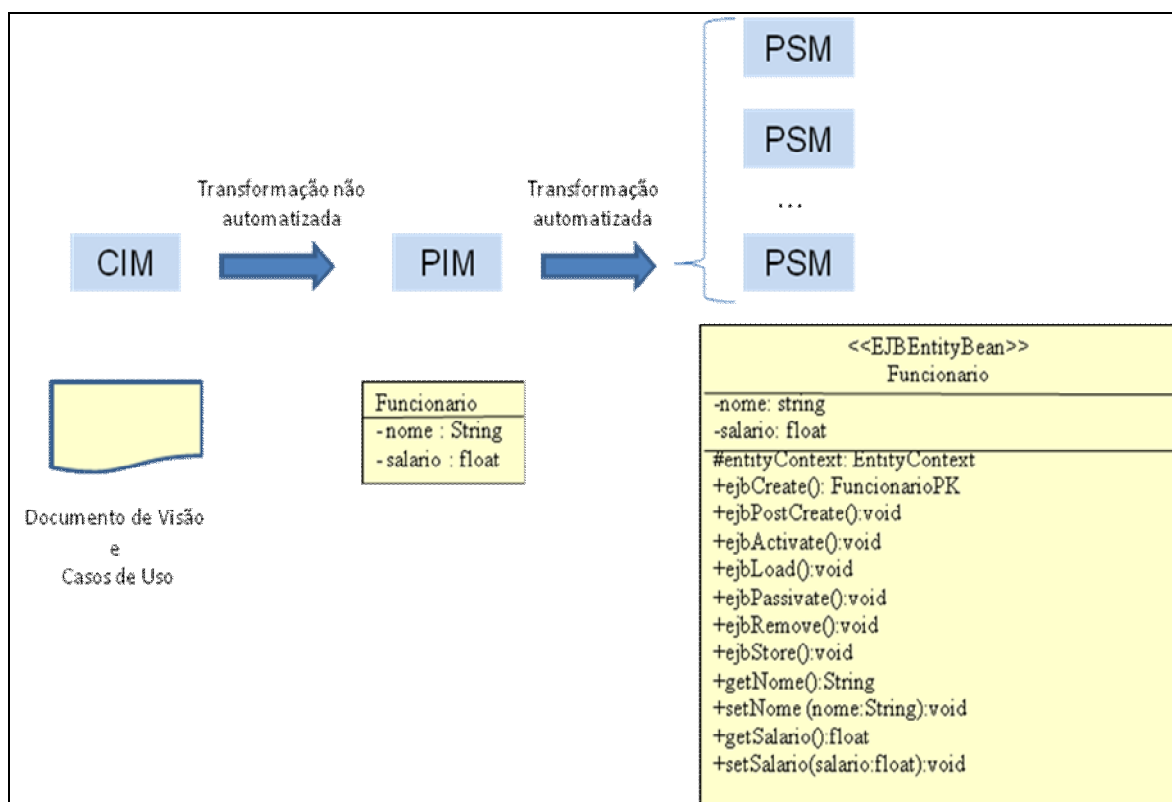 PSM
PSM
...
PSM
Transformação não
automatizada
Transformação
automatizada
CIM
PIM
Documento de Visão
e
Casos de Uso
Funcionario
-nome : String
-salario : float
<<EJBEntityBean>>
Funcionario
-nome: string
-salario: float
#entityContext: EntityContext
+ejbCreate(): FuncionarioPK
+ejbPostCreate():void
+ejbActivate():void
+ejbLoad():void
+ejbPassivate():void
+ejbRemove():void
+ejbStore():void
+getNome():String
+setNome (nome:String):void
+getSalario():float
+setSalario(salario:float):void